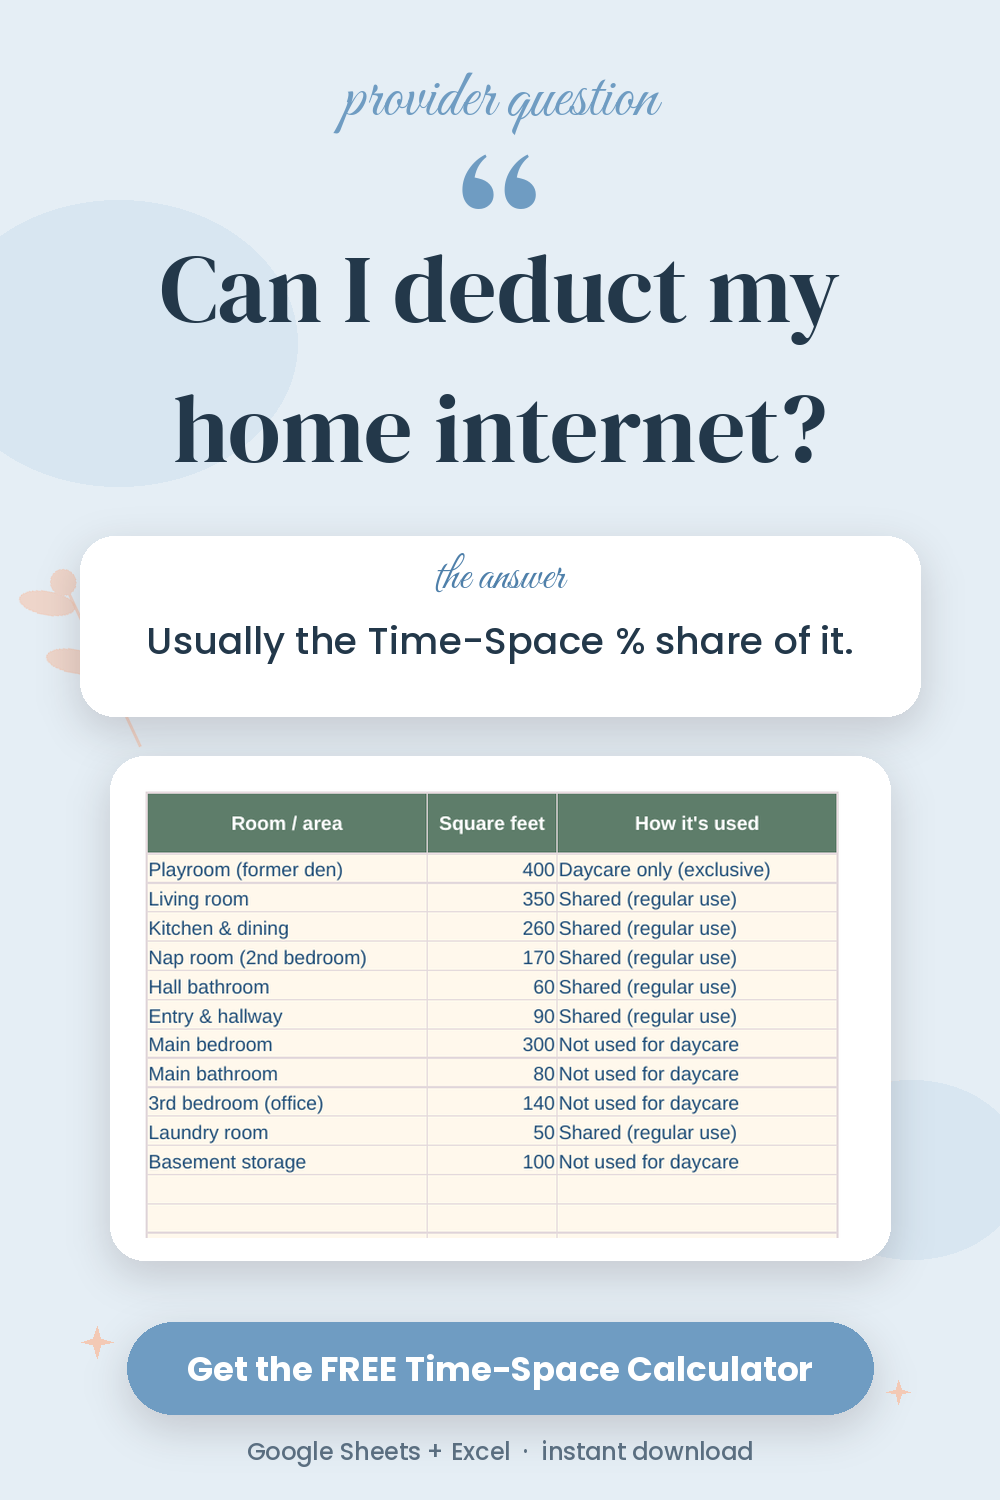 provider question
“
Can I deduct my
home internet?
the answer
Usually the Time-Space % share of it.
Room / area Square feet How it's used
Playroom (former den) 400 Daycare only (exclusive)
Living room 350 Shared (regular use)
Kitchen & dining 260 Shared (regular use)
Nap room (2nd bedroom) 170 Shared (regular use)
Hall bathroom 60 Shared (regular use)
Entry & hallway 90 Shared (regular use)
Main bedroom 300 Not used for daycare
Main bathroom 80 Not used for daycare
3rd bedroom (office) 140 Not used for daycare
Laundry room 50 Shared (regular use)
Basement storage 100 Not used for daycare
Get the FREE Time-Space Calculator
Google Sheets + Excel · instant download